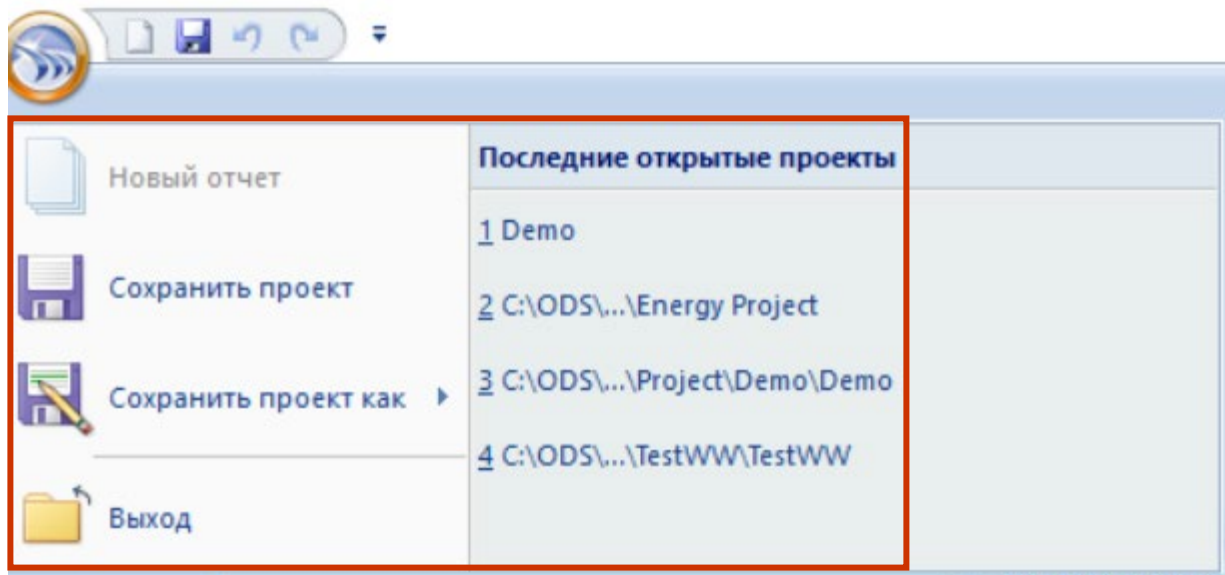 Новый отчет
Сохранить проект
Сохранить проект как
Выход
Последние открытые проекты
1 Demo
2 C:\ODS\...\Energy Project
3 C:\ODS\...\Project\Demo\Demo
4 C:\ODS\...\TestWW\TestWW